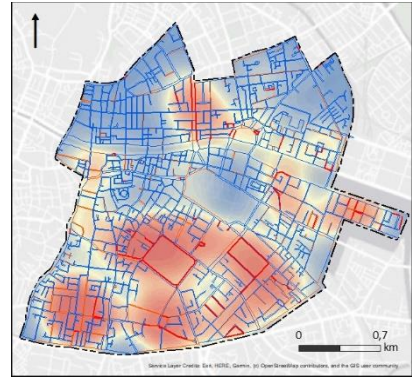 0 0,7
km
Service Layer Credits: Esri, HERE, Garmin, (c) OpenStreetMap contributors, and the GIS user community